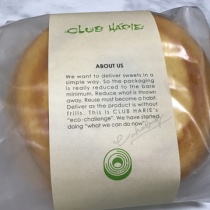 CLUB HARIE
ABOUT US
We want to deliver sweets in a
simple way. So the packaging
is really reduced to the bare
minimum. Reduce what is thrown
away. Reuse must become a habit.
Deliver as the product is without
frills. This is CLUB HARIE's
"eco-challenge". We have started
doing "what we can do now".